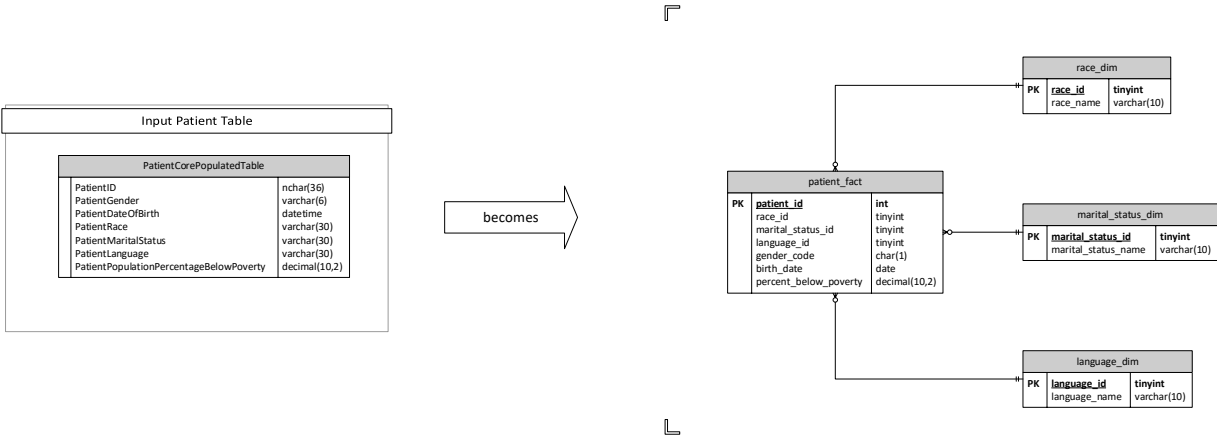 Input Patient Table
PatientCorePopulatedTable
PatientID nchar(36)
PatientGender varchar(6)
PatientDateOfBirth datetime
PatientRace varchar(30)
PatientMaritalStatus varchar(30)
PatientLanguage varchar(30)
PatientPopulationPercentageBelowPoverty decimal(10,2)
becomes
patient_fact
PK patient_id int
race_id tinyint
marital_status_id tinyint
language_id tinyint
gender_code char(1)
birth_date date
percent_below_poverty decimal(10,2)
race_dim
PK race_id tinyint
race_name varchar(10)
marital_status_dim
PK marital_status_id tinyint
marital_status_name varchar(10)
language_dim
PK language_id tinyint
language_name varchar(10)